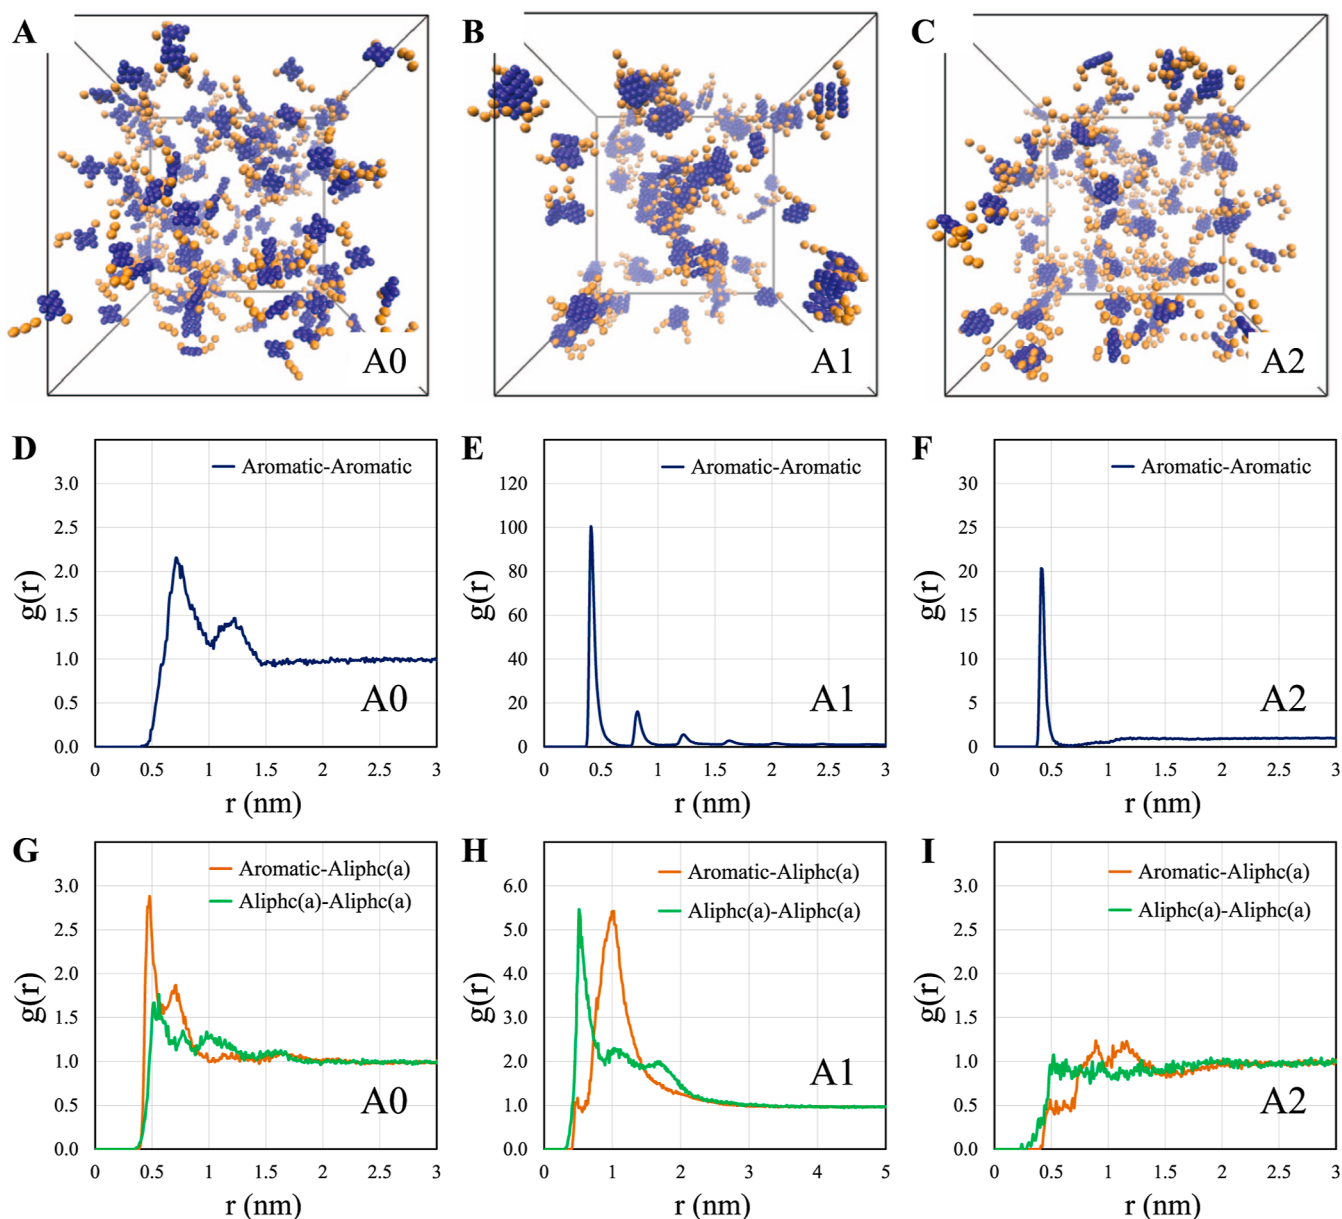 A
B
C
A0
A1
A2
D
E
F
Aromatic-Aromatic
Aromatic-Aromatic
Aromatic-Aromatic
3.0
2.5
2.0
1.5
1.0
0.5
0.0
g(r)
A0
0 0.5 1 1.5 2 2.5 3
r (nm)
120
100
80
60
40
20
0
g(r)
A1
0 0.5 1 1.5 2 2.5 3
r (nm)
30
25
20
15
10
5
0
g(r)
A2
0 0.5 1 1.5 2 2.5 3
r (nm)
G
H
I
Aromatic-Aliphc(a)
Aliphc(a)-Aliphc(a)
3.0
2.5
2.0
1.5
1.0
0.5
0.0
g(r)
A0
0 0.5 1 1.5 2 2.5 3
r (nm)
Aromatic-Aliphc(a)
Aliphc(a)-Aliphc(a)
6.0
5.0
4.0
3.0
2.0
1.0
0.0
g(r)
A1
0 1 2 3 4 5
r (nm)
Aromatic-Aliphc(a)
Aliphc(a)-Aliphc(a)
3.0
2.5
2.0
1.5
1.0
0.5
0.0
g(r)
A2
0 0.5 1 1.5 2 2.5 3
r (nm)